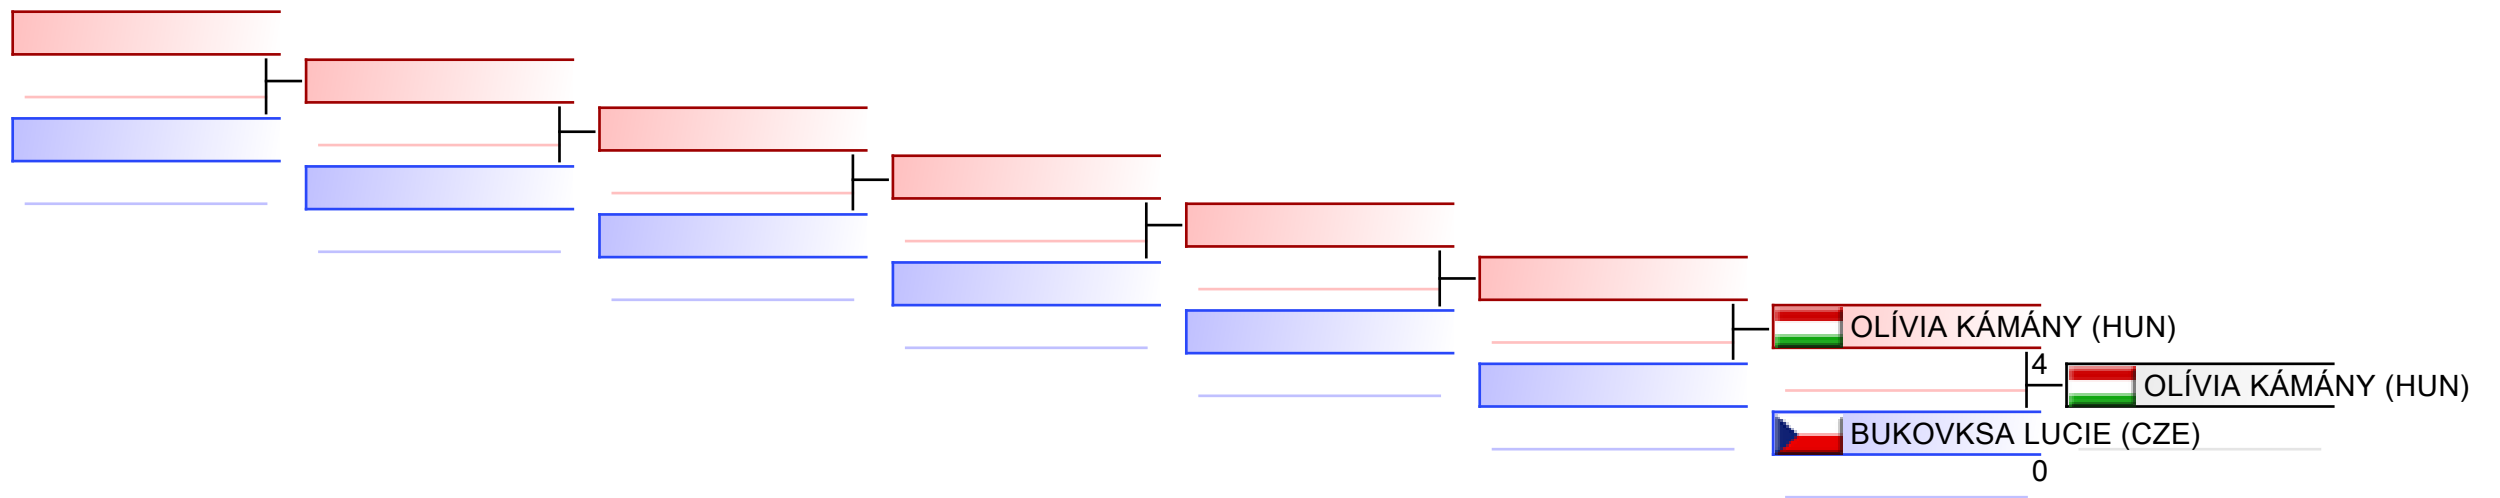 OLÍVIA KÁMÁNY (HUN)
4
OLÍVIA KÁMÁNY (HUN)
BUKOVKSA LUCIE (CZE)
0